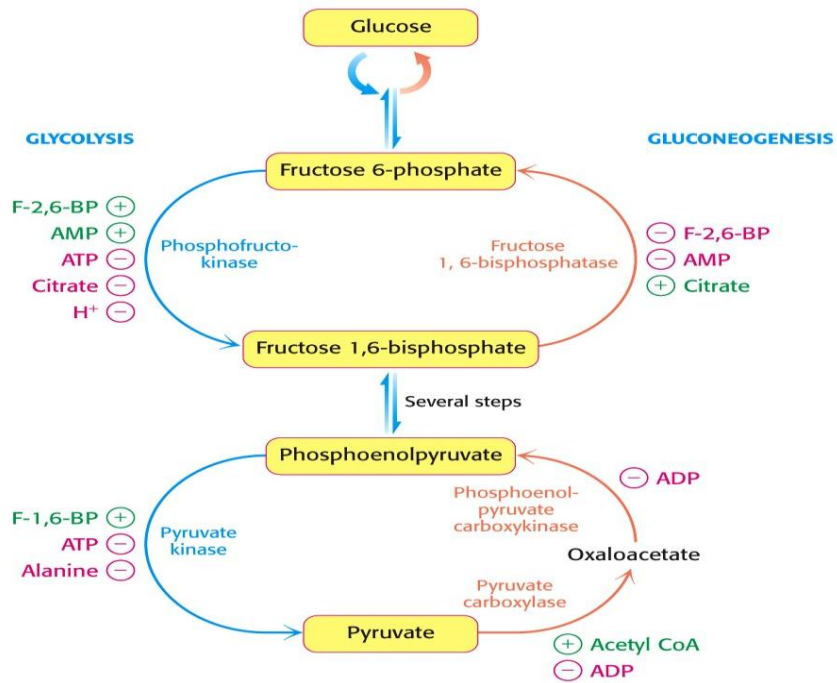 Glucose
GLYCOLYSIS
GLUCONEOGENESIS
Fructose 6-phosphate
F-2,6-BP +
AMP +
ATP −
Citrate −
H⁺ −
Phosphofructo-
kinase
Fructose
1, 6-bisphosphatase
− F-2,6-BP
− AMP
+ Citrate
Fructose 1,6-bisphosphate
Several steps
Phosphoenolpyruvate
F-1,6-BP +
ATP −
Alanine −
Pyruvate
kinase
Phosphoenol-
pyruvate
carboxykinase
− ADP
Oxaloacetate
Pyruvate
carboxylase
Pyruvate
+ Acetyl CoA
− ADP